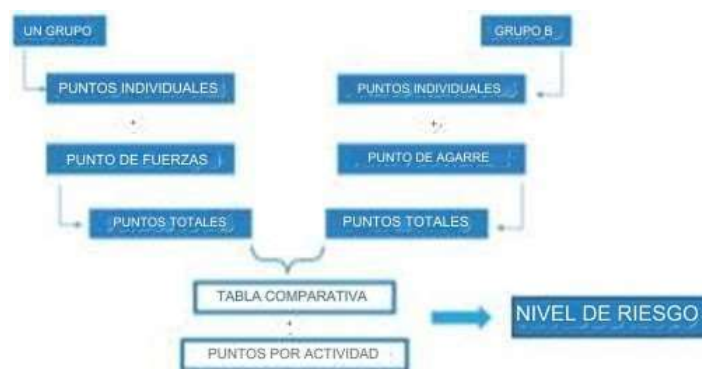 UN GRUPO
GRUPO B
PUNTOS INDIVIDUALES
PUNTOS INDIVIDUALES
+
+,
PUNTO DE FUERZAS
PUNTO DE AGARRE
PUNTOS TOTALES
PUNTOS TOTALES
TABLA COMPARATIVA
NIVEL DE RIESGO
+
PUNTOS POR ACTIVIDAD